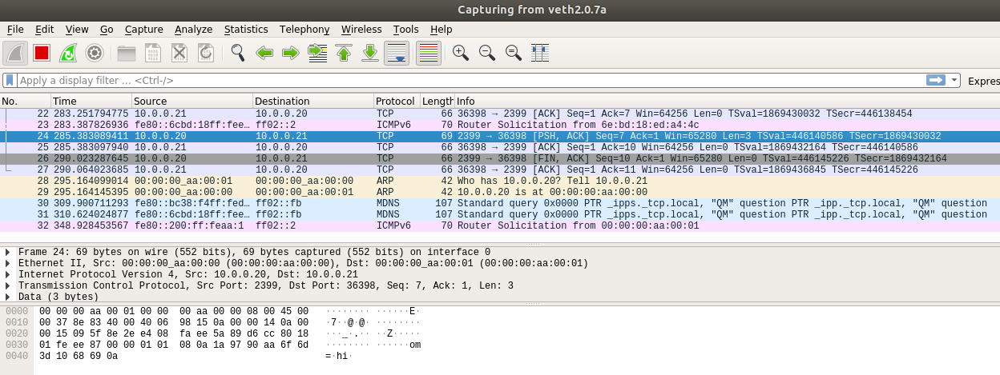 Capturing from veth2.0.7a
File Edit View Go Capture Analyze Statistics Telephony Wireless Tools Help
Apply a display filter … <Ctrl-/> Expres
No. Time Source Destination Protocol Length Info
22 283.251794775 10.0.0.21 10.0.0.20 TCP 66 36398 → 2399 [ACK] Seq=1 Ack=7 Win=64256 Len=0 TSval=1869430032 TSecr=446138454
23 283.387826936 fe80::6cbd:18ff:fee… ff02::2 ICMPv6 70 Router Solicitation from 6e:bd:18:ed:a4:4c
24 285.383089411 10.0.0.20 10.0.0.21 TCP 69 2399 → 36398 [PSH, ACK] Seq=7 Ack=1 Win=65280 Len=3 TSval=446140586 TSecr=1869430032
25 285.383097940 10.0.0.21 10.0.0.20 TCP 66 36398 → 2399 [ACK] Seq=1 Ack=10 Win=64256 Len=0 TSval=1869432164 TSecr=446140586
26 290.023287645 10.0.0.20 10.0.0.21 TCP 66 2399 → 36398 [FIN, ACK] Seq=10 Ack=1 Win=65280 Len=0 TSval=446145226 TSecr=1869432164
27 290.064023685 10.0.0.21 10.0.0.20 TCP 66 36398 → 2399 [ACK] Seq=1 Ack=11 Win=64256 Len=0 TSval=1869436845 TSecr=446145226
28 295.164099014 00:00:00_aa:00:01 00:00:00_aa:00:00 ARP 42 Who has 10.0.0.20? Tell 10.0.0.21
29 295.164145395 00:00:00_aa:00:00 00:00:00_aa:00:01 ARP 42 10.0.0.20 is at 00:00:00:aa:00:00
30 309.900711293 fe80::bc38:f4ff:fed… ff02::fb MDNS 107 Standard query 0x0000 PTR _ipps._tcp.local, "QM" question PTR _ipp._tcp.local, "QM" question
31 310.624024877 fe80::6cbd:18ff:fee… ff02::fb MDNS 107 Standard query 0x0000 PTR _ipps._tcp.local, "QM" question PTR _ipp._tcp.local, "QM" question
32 348.928453567 fe80::200:ff:feaa:1 ff02::2 ICMPv6 70 Router Solicitation from 00:00:00:aa:00:01
Frame 24: 69 bytes on wire (552 bits), 69 bytes captured (552 bits) on interface 0
Ethernet II, Src: 00:00:00_aa:00:00 (00:00:00:aa:00:00), Dst: 00:00:00_aa:00:01 (00:00:00:aa:00:01)
Internet Protocol Version 4, Src: 10.0.0.20, Dst: 10.0.0.21
Transmission Control Protocol, Src Port: 2399, Dst Port: 36398, Seq: 7, Ack: 1, Len: 3
Data (3 bytes)
0000 00 00 00 aa 00 01 00 00 00 aa 00 00 08 00 45 00 ········ ······E·
0010 00 37 8e 83 40 00 40 06 98 15 0a 00 00 14 0a 00 ·7··@·@· ········
0020 00 15 09 5f 8e 2e e4 08 fa ee 5a 89 d6 cc 80 18 ···_·.·· ··Z·····
0030 01 fe ee 87 00 00 01 01 08 0a 1a 97 90 aa 6f 6d ········ ······om
0040 3d 10 68 69 0a =·hi·